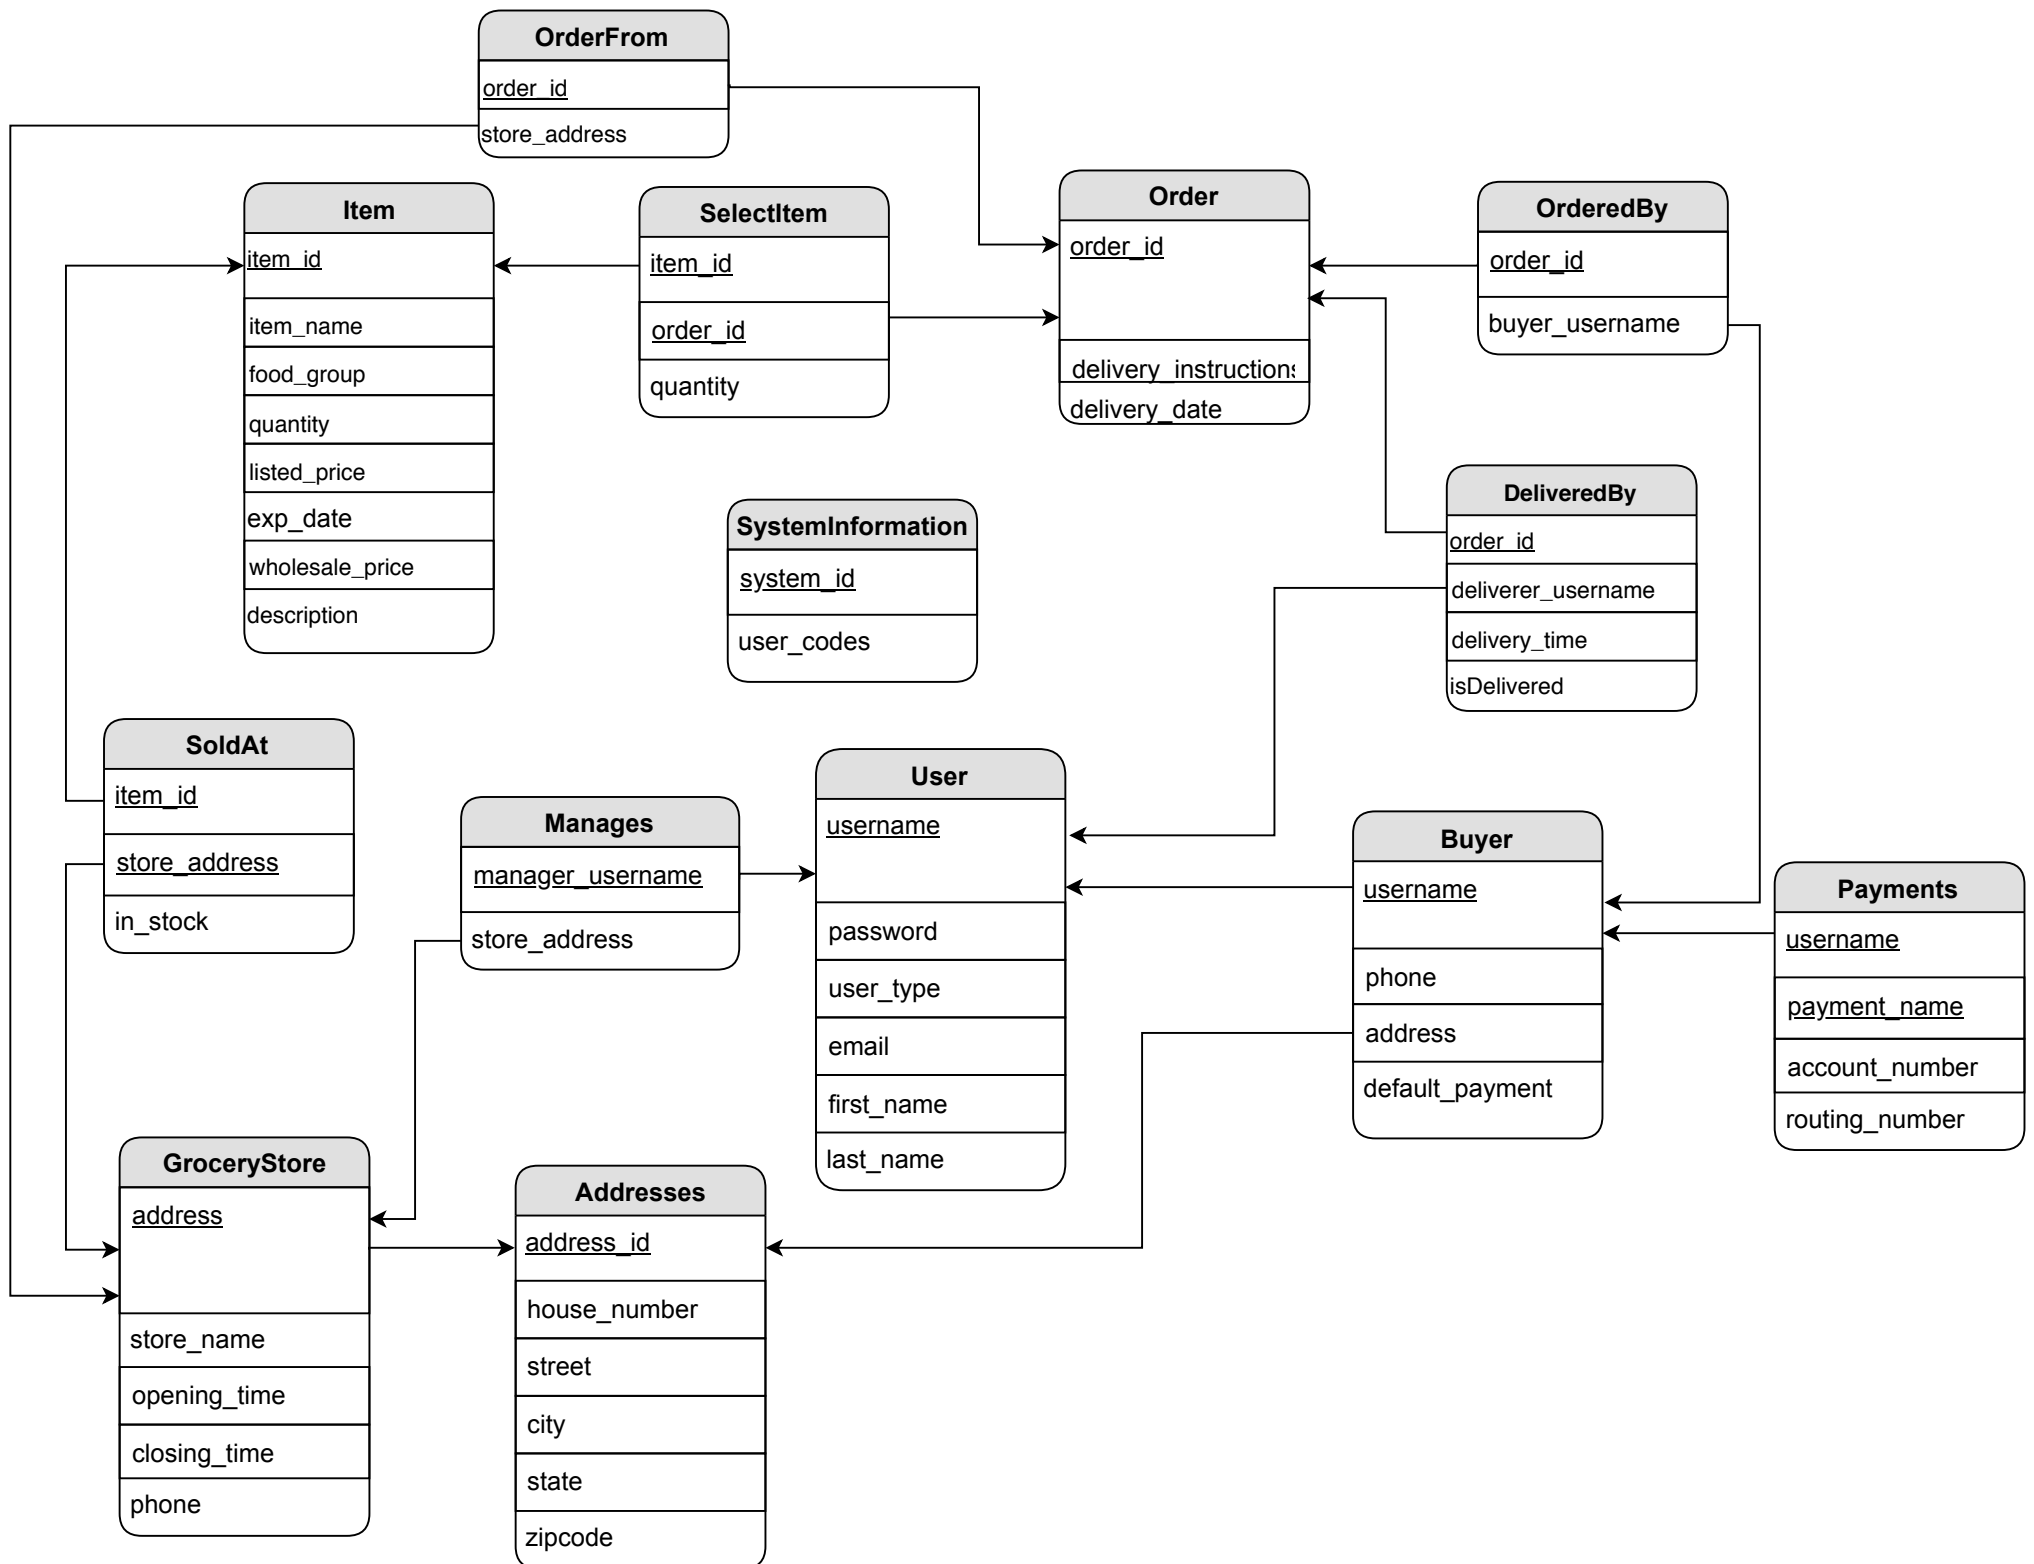 OrderFrom
order_id
store_address
Item
item_id
item_name
food_group
quantity
listed_price
exp_date
wholesale_price
description
SelectItem
item_id
order_id
quantity
Order
order_id
delivery_instructions
delivery_date
OrderedBy
order_id
buyer_username
SystemInformation
system_id
user_codes
DeliveredBy
order_id
deliverer_username
delivery_time
isDelivered
SoldAt
item_id
store_address
in_stock
Manages
manager_username
store_address
User
username
password
user_type
email
first_name
last_name
Buyer
username
phone
address
default_payment
Payments
username
payment_name
account_number
routing_number
GroceryStore
address
store_name
opening_time
closing_time
phone
Addresses
address_id
house_number
street
city
state
zipcode